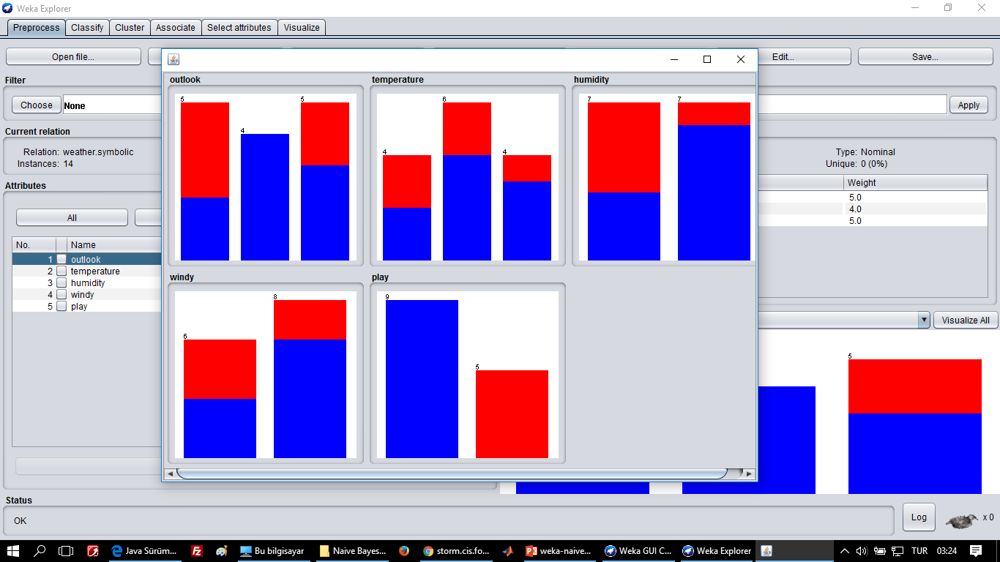 Weka Explorer
Preprocess Classify Cluster Associate Select attributes Visualize
Open file... Edit... Save...
Filter
Choose None Apply
Current relation
Relation: weather.symbolic
Instances: 14
Attributes
All
No. Name
1 outlook
2 temperature
3 humidity
4 windy
5 play
outlook temperature humidity
5 4 5
4 6 4
7 7
windy play
6 8
9 5
Type: Nominal
Unique: 0 (0%)
Weight
5.0
4.0
5.0
Visualize All
5
Status
OK
Log x 0
Java Sürüm... Bu bilgisayar Naive Bayes... storm.cis.fo... weka-naive... Weka GUI C... Weka Explorer TUR 03:24